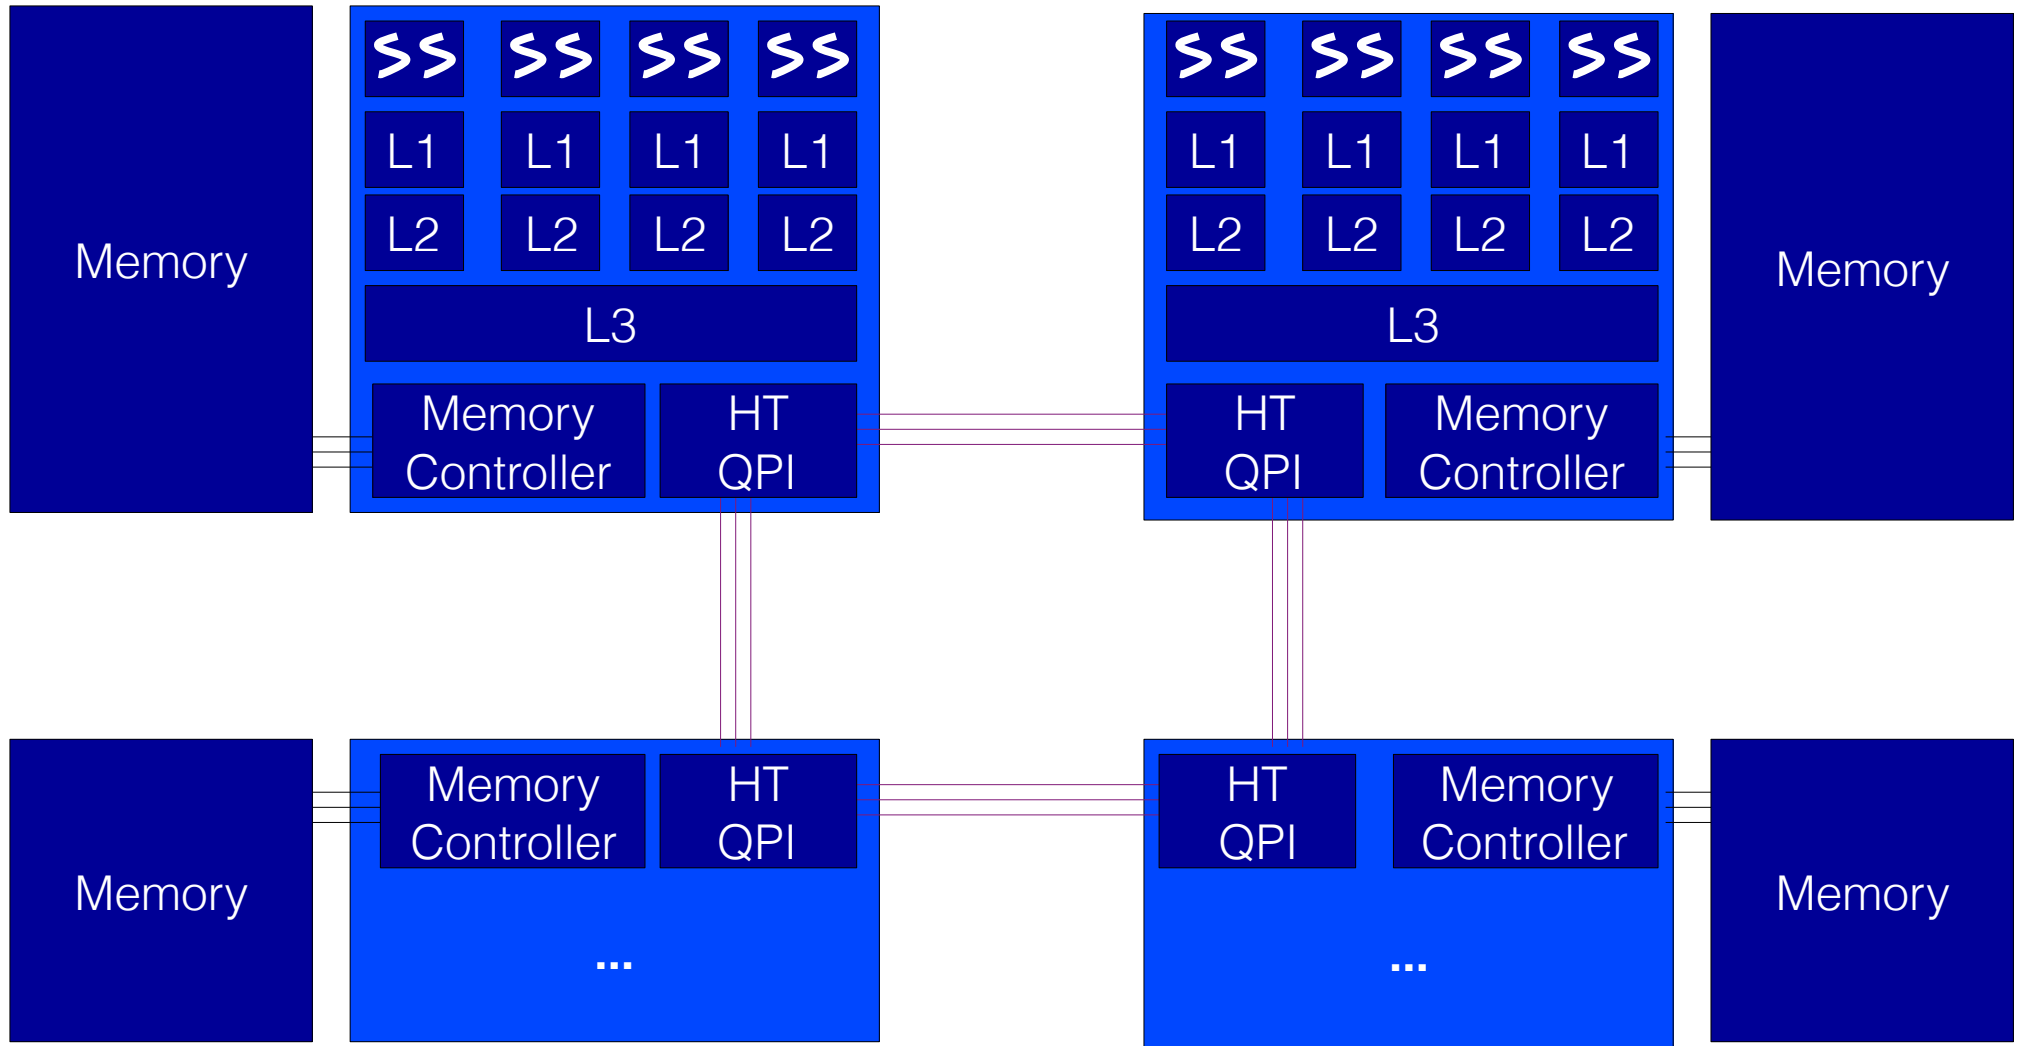 L1 L1 L1 L1 L1 L1 L1 L1
L2 L2 L2 L2 L2 L2 L2 L2
Memory Memory
L3 L3
Memory HT HT Memory
Controller QPI QPI Controller
Memory HT HT Memory
Controller QPI QPI Controller
Memory Memory
... ...